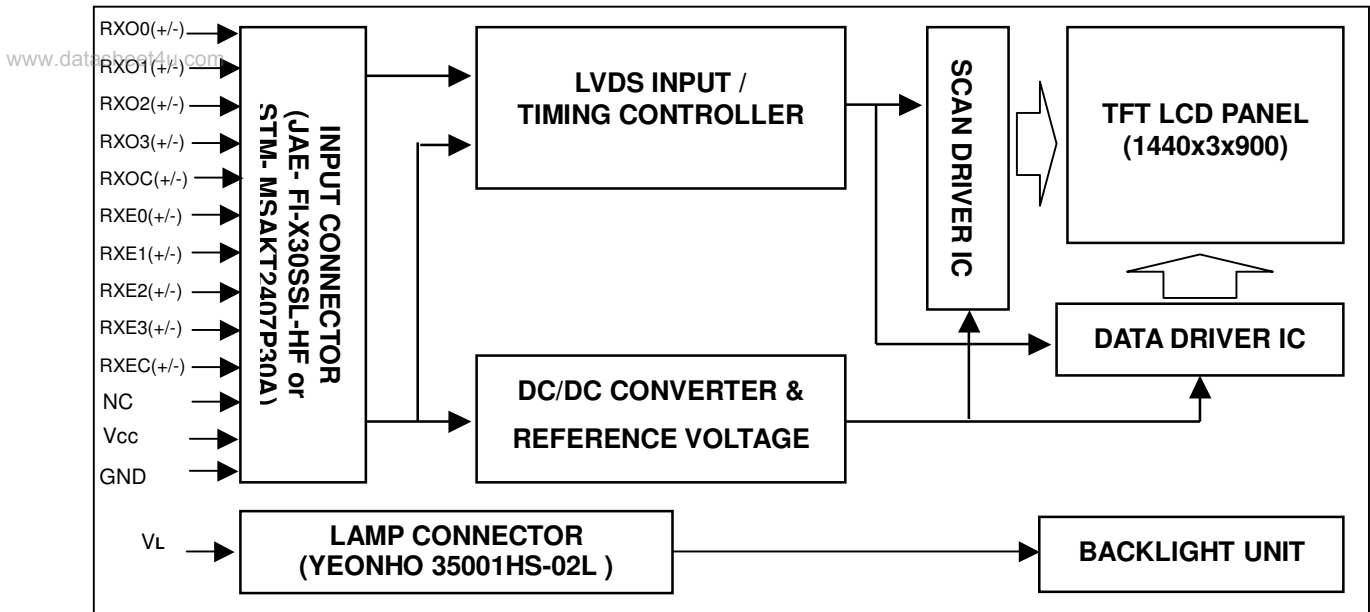 RXO0(+/-)
www.datasheet4u.com
RXO1(+/-)
RXO2(+/-)
RXO3(+/-)
RXOC(+/-)
RXE0(+/-)
RXE1(+/-)
RXE2(+/-)
RXE3(+/-)
RXEC(+/-)
NC
Vcc
GND
INPUT CONNECTOR
(JAE- FI-X30SSL-HF or
STM- MSAKT2407P30A)
LVDS INPUT /
TIMING CONTROLLER
SCAN DRIVER IC
TFT LCD PANEL
(1440x3x900)
DC/DC CONVERTER &
REFERENCE VOLTAGE
DATA DRIVER IC
VL
LAMP CONNECTOR
(YEONHO 35001HS-02L )
BACKLIGHT UNIT